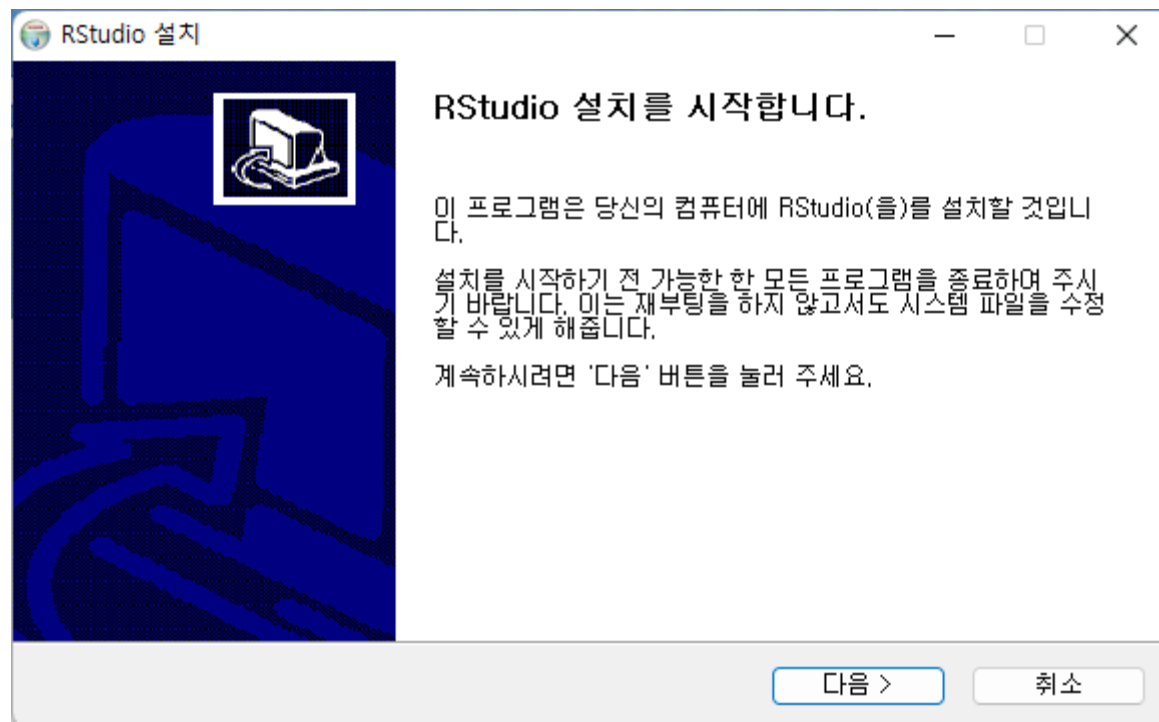 RStudio 설치
RStudio 설치를 시작합니다.
이 프로그램은 당신의 컴퓨터에 RStudio(을)를 설치할 것입니
다.
설치를 시작하기 전 가능한 한 모든 프로그램을 종료하여 주시
기 바랍니다. 이는 재부팅을 하지 않고서도 시스템 파일을 수정
할 수 있게 해줍니다.
계속하시려면 '다음' 버튼을 눌러 주세요.
다음 >
취소